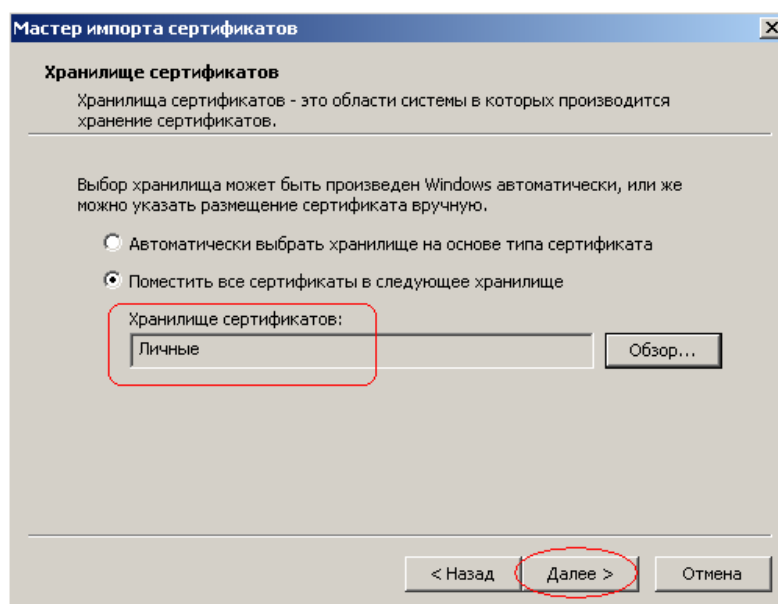 Мастер импорта сертификатов
Хранилище сертификатов
Хранилища сертификатов - это области системы в которых производится
хранение сертификатов.
Выбор хранилища может быть произведен Windows автоматически, или же
можно указать размещение сертификата вручную.
Автоматически выбрать хранилище на основе типа сертификата
Поместить все сертификаты в следующее хранилище
Хранилище сертификатов:
Личные
Обзор...
< Назад
Далее >
Отмена